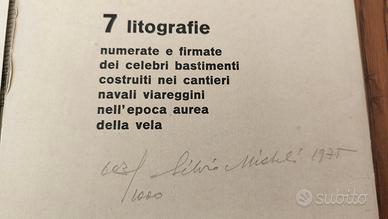 7 litografie
numerate e firmate
dei celebri bastimenti
costruiti nei cantieri
navali viareggini
nell'epoca aurea
della vela
Silvio Micheli 1975
/1000
subito